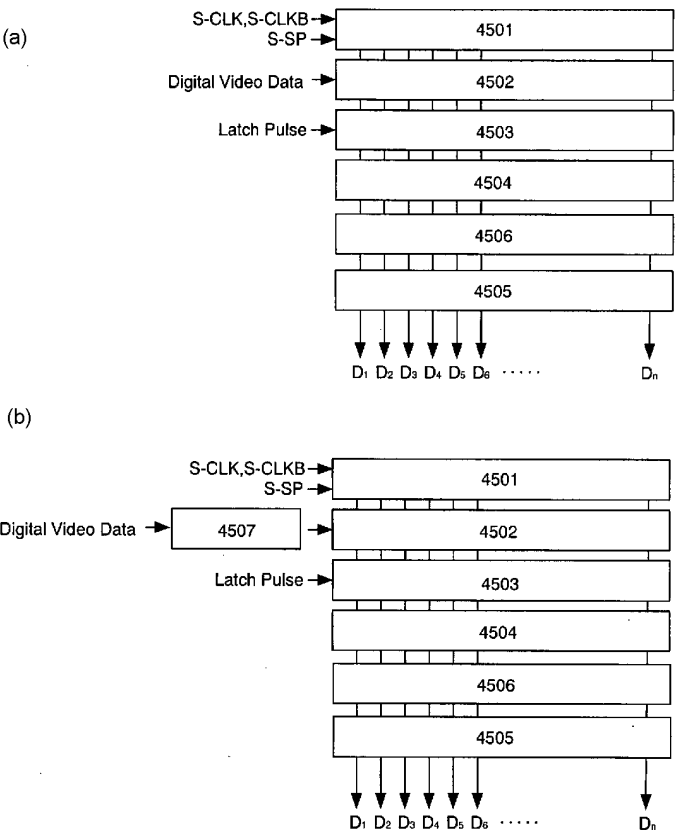 (a)
S-CLK,S-CLKB
S-SP
4501
Digital Video Data
4502
Latch Pulse
4503
4504
4506
4505
D1 D2 D3 D4 D5 D6 ····· Dn
(b)
S-CLK,S-CLKB
S-SP
4501
Digital Video Data
4507
4502
Latch Pulse
4503
4504
4506
4505
D1 D2 D3 D4 D5 D6 ····· Dn